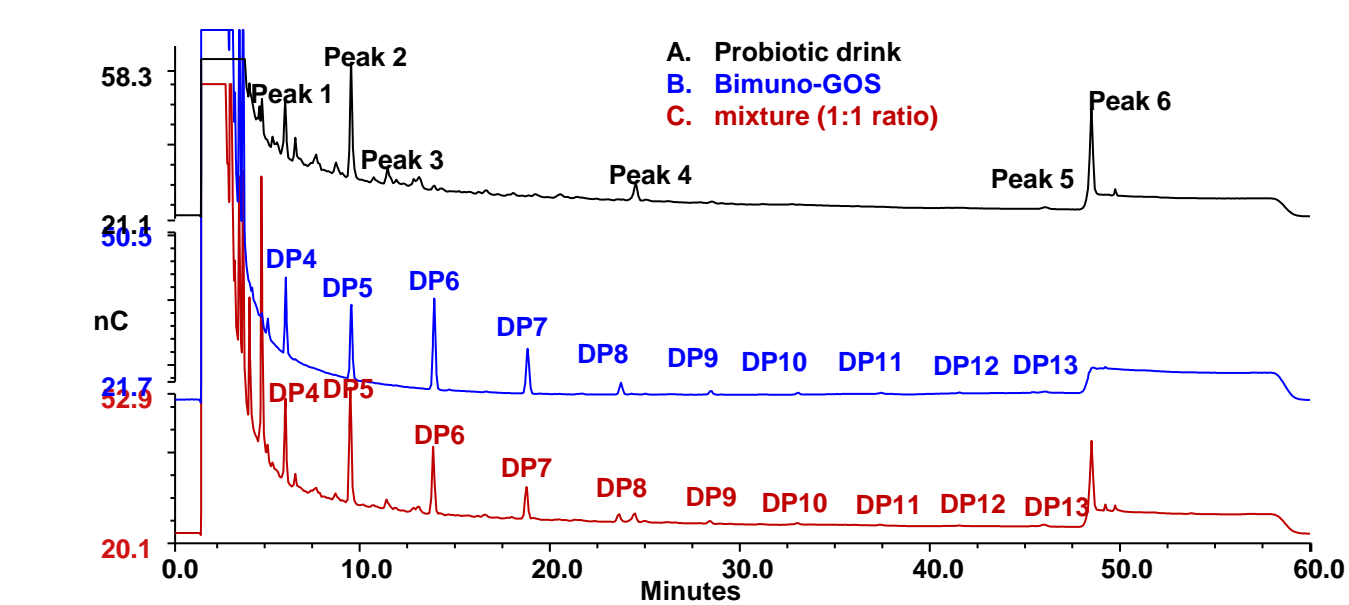 A. Probiotic drink
B. Bimuno-GOS
C. mixture (1:1 ratio)
58.3
Peak 1
Peak 2
Peak 3
Peak 4
Peak 5
Peak 6
21.1
50.5
DP4
DP5
DP6
DP7
DP8
DP9
DP10
DP11
DP12
DP13
nC
21.7
52.9
DP4
DP5
DP6
DP7
DP8
DP9
DP10
DP11
DP12
DP13
20.1
0.0 10.0 20.0 30.0 40.0 50.0 60.0
Minutes